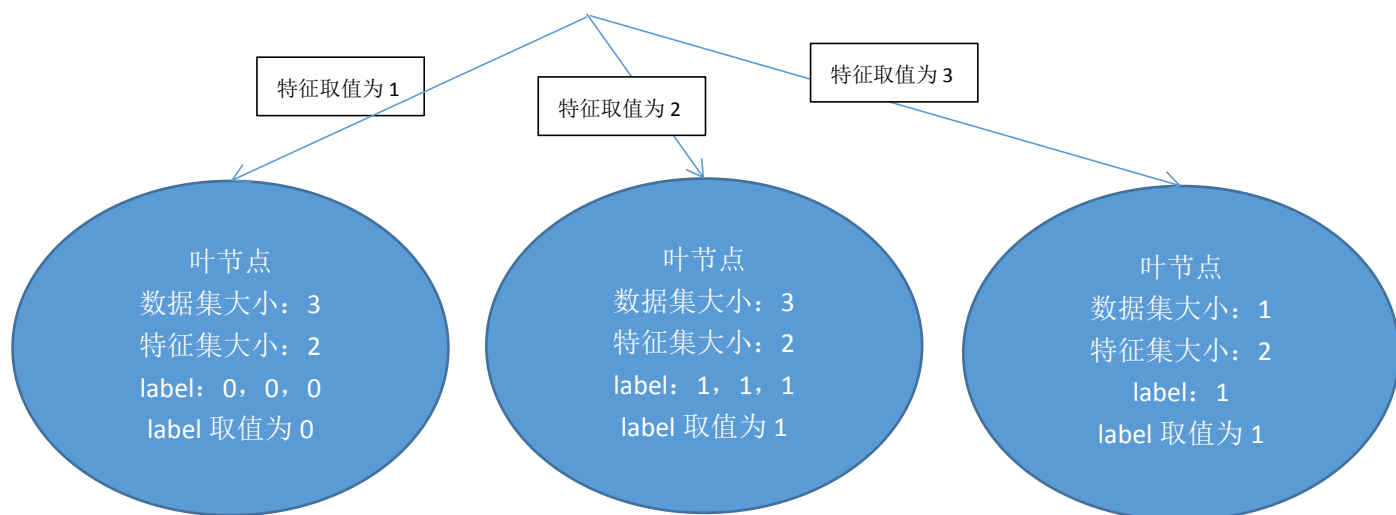 特征取值为 1
特征取值为 2
特征取值为 3
叶节点
数据集大小：3
特征集大小：2
label：0，0，0
label 取值为 0
叶节点
数据集大小：3
特征集大小：2
label：1，1，1
label 取值为 1
叶节点
数据集大小：1
特征集大小：2
label：1
label 取值为 1